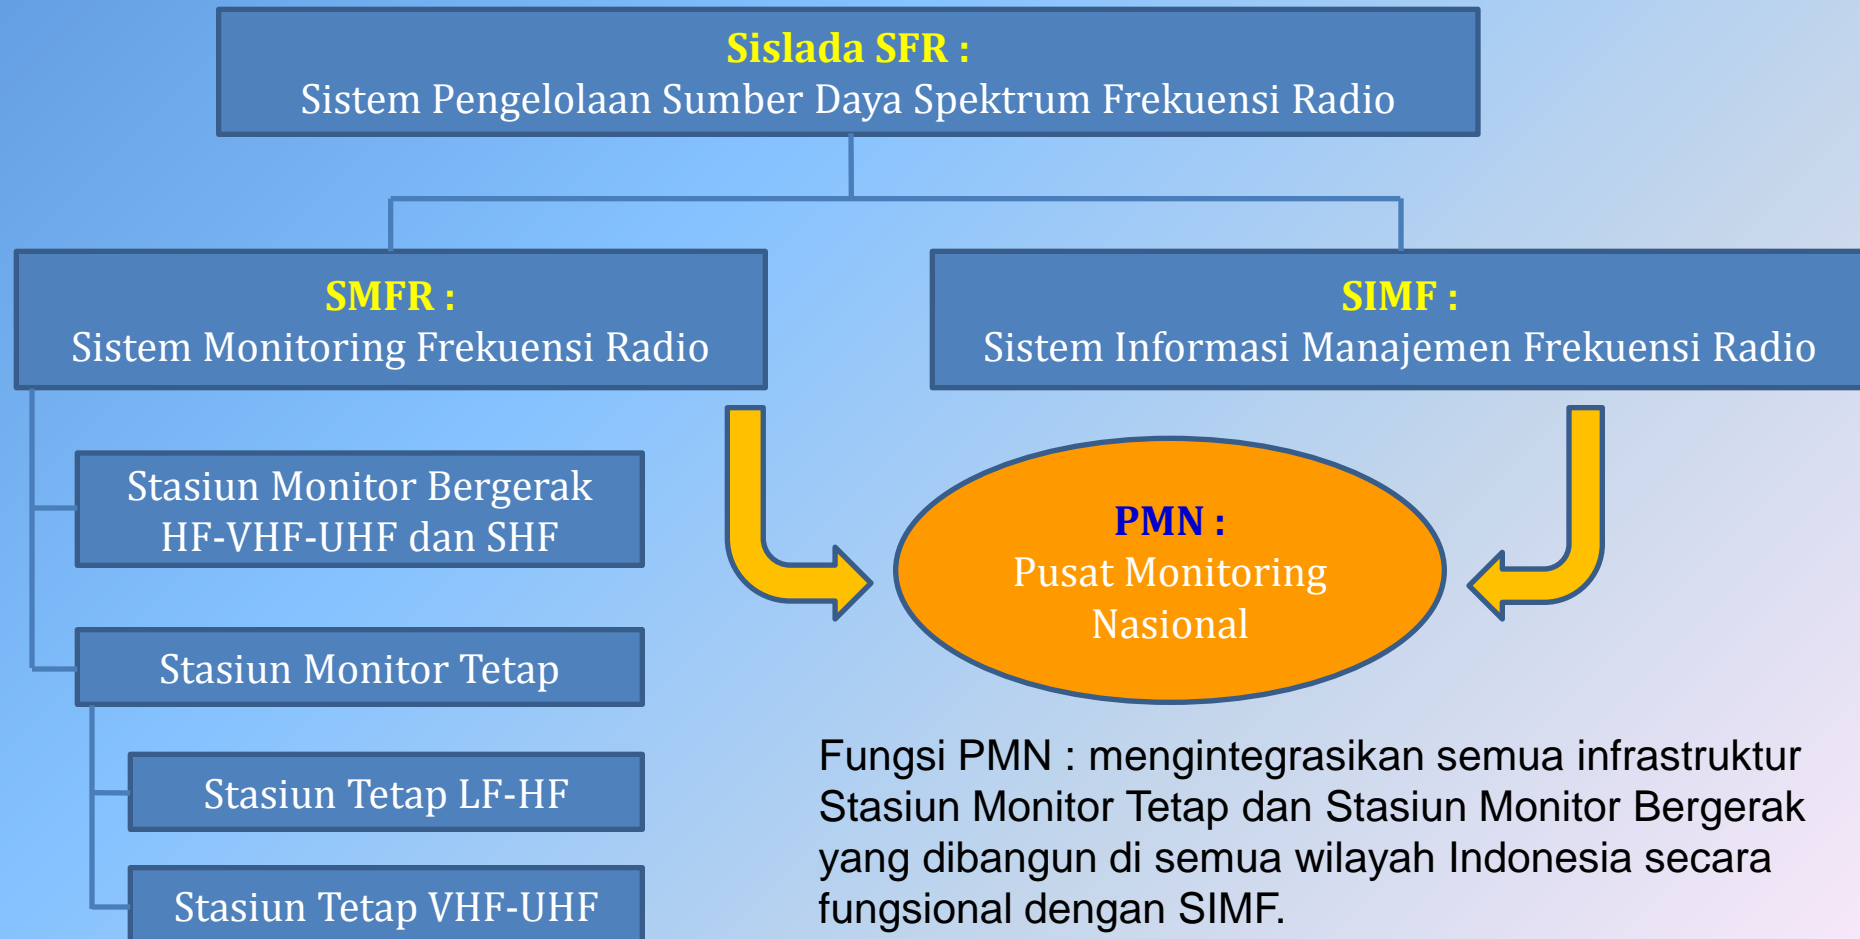 Sislada SFR :
Sistem Pengelolaan Sumber Daya Spektrum Frekuensi Radio
SMFR :
Sistem Monitoring Frekuensi Radio
SIMF :
Sistem Informasi Manajemen Frekuensi Radio
Stasiun Monitor Bergerak
HF-VHF-UHF dan SHF
Stasiun Monitor Tetap
Stasiun Tetap LF-HF
Stasiun Tetap VHF-UHF
PMN :
Pusat Monitoring
Nasional
Fungsi PMN : mengintegrasikan semua infrastruktur
Stasiun Monitor Tetap dan Stasiun Monitor Bergerak
yang dibangun di semua wilayah Indonesia secara
fungsional dengan SIMF.